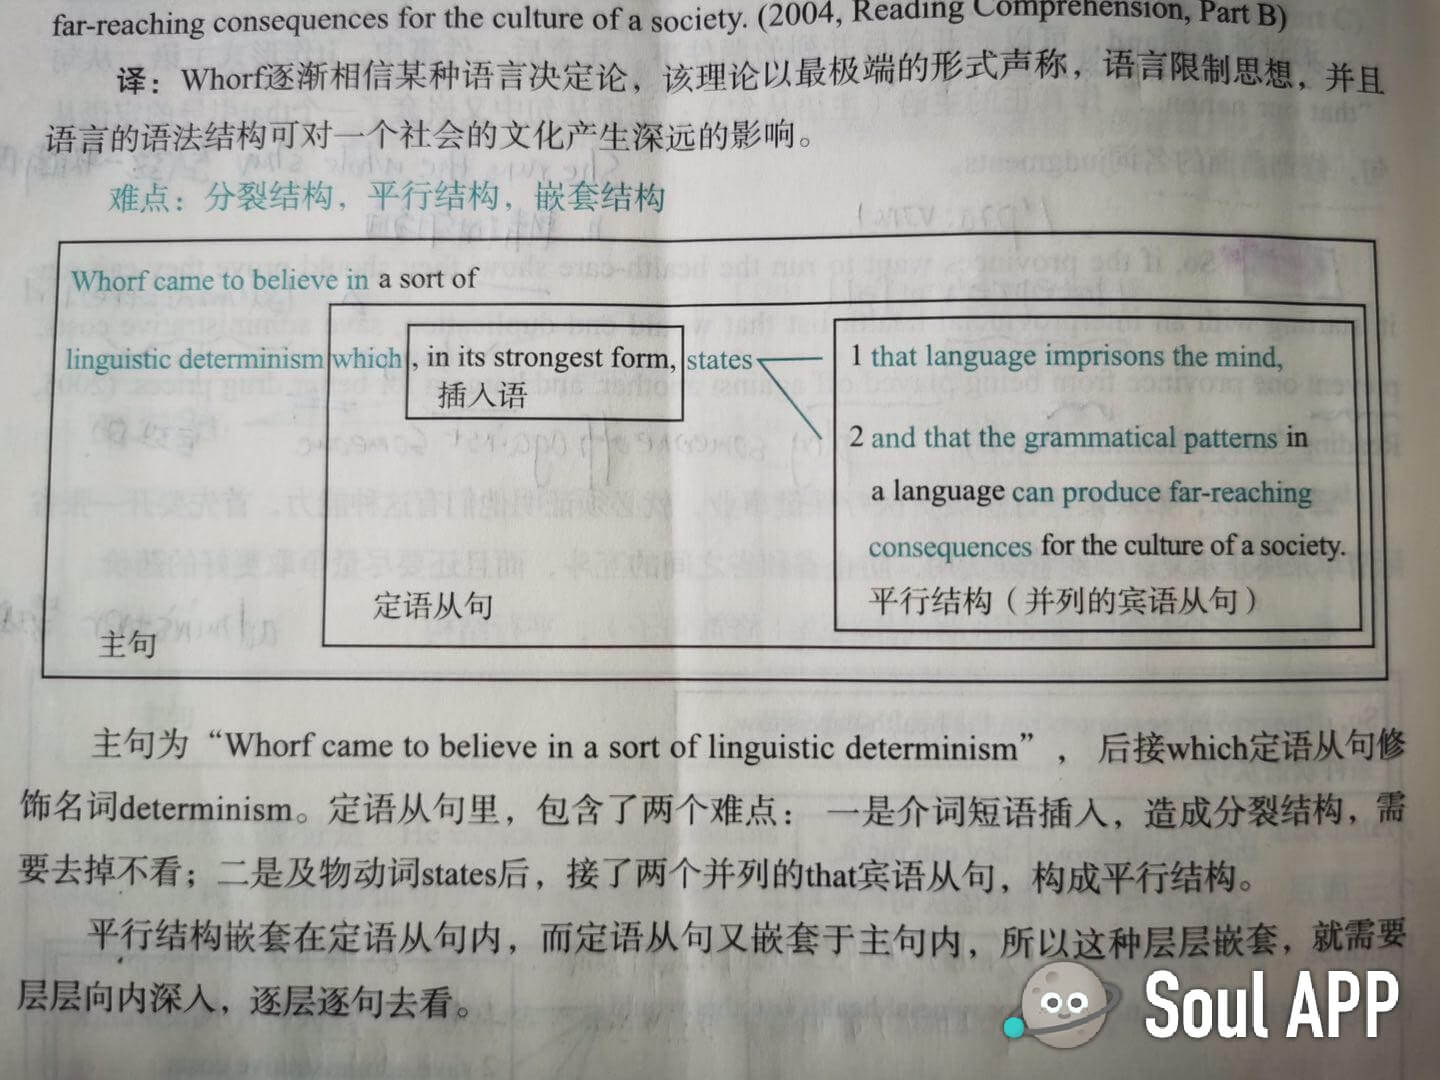 far-reaching consequences for the culture of a society. (2004, Reading Comprehension, Part B)
译：Whorf逐渐相信某种语言决定论，该理论以最极端的形式声称，语言限制思想，并且
语言的语法结构可对一个社会的文化产生深远的影响。
难点：分裂结构，平行结构，嵌套结构
Whorf came to believe in a sort of
linguistic determinism which , in its strongest form, states
插入语
1 that language imprisons the mind,
2 and that the grammatical patterns in
a language can produce far-reaching
consequences for the culture of a society.
平行结构（并列的宾语从句）
定语从句
主句
主句为“Whorf came to believe in a sort of linguistic determinism”，后接which定语从句修
饰名词determinism。定语从句里，包含了两个难点：一是介词短语插入，造成分裂结构，需
要去掉不看；二是及物动词states后，接了两个并列的that宾语从句，构成平行结构。
平行结构嵌套在定语从句内，而定语从句又嵌套于主句内，所以这种层层嵌套，就需要
层层向内深入，逐层逐句去看。
Soul APP